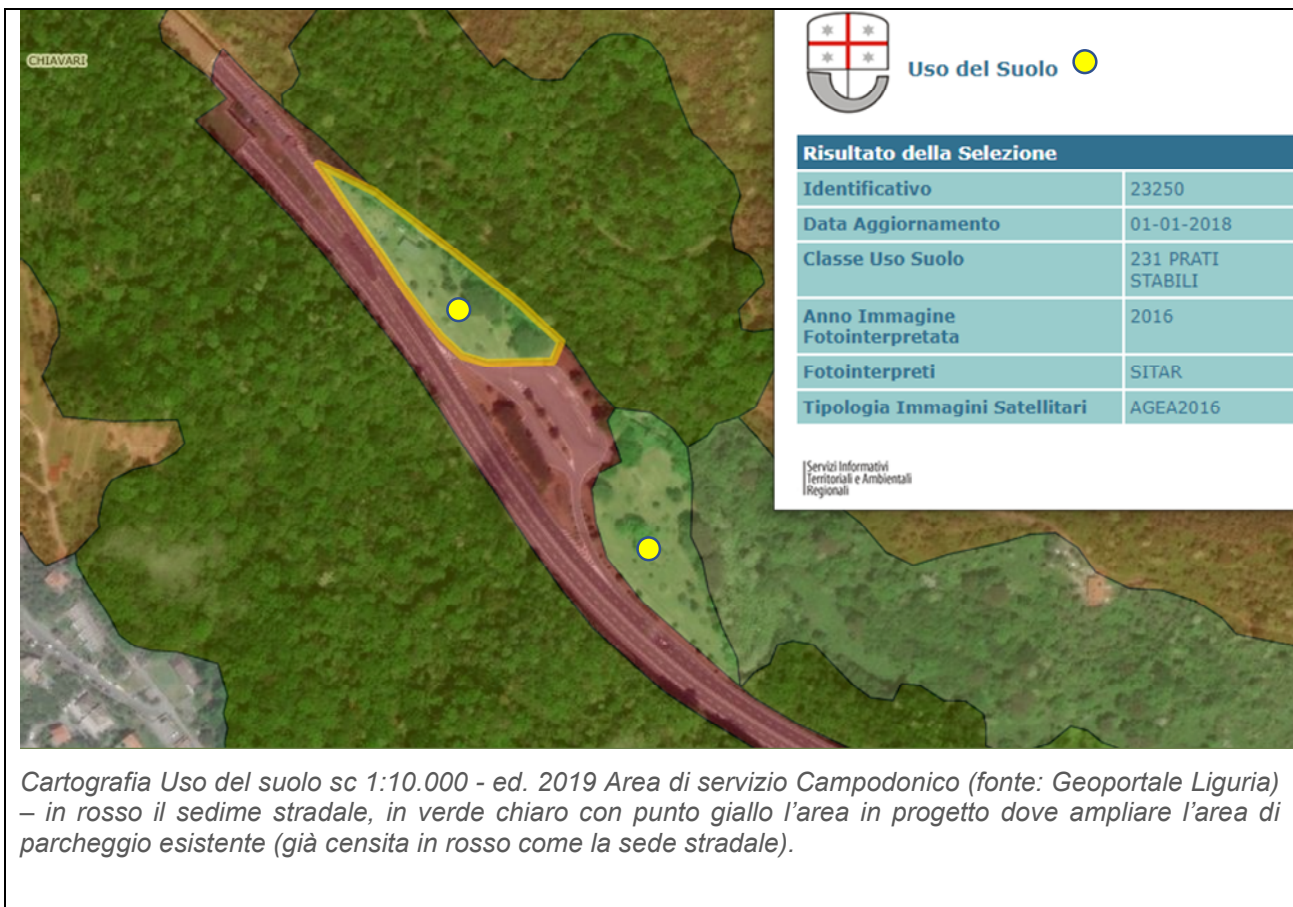 CHIAVARI
Uso del Suolo
Risultato della Selezione
Identificativo 23250
Data Aggiornamento 01-01-2018
Classe Uso Suolo 231 PRATI
STABILI
Anno Immagine 2016
Fotointerpretata
Fotointerpreti SITAR
Tipologia Immagini Satellitari AGEA2016
Servizi Informativi
Territoriali e Ambientali
Regionali
Cartografia Uso del suolo sc 1:10.000 - ed. 2019 Area di servizio Campodonico (fonte: Geoportale Liguria)
– in rosso il sedime stradale, in verde chiaro con punto giallo l’area in progetto dove ampliare l’area di
parcheggio esistente (già censita in rosso come la sede stradale).